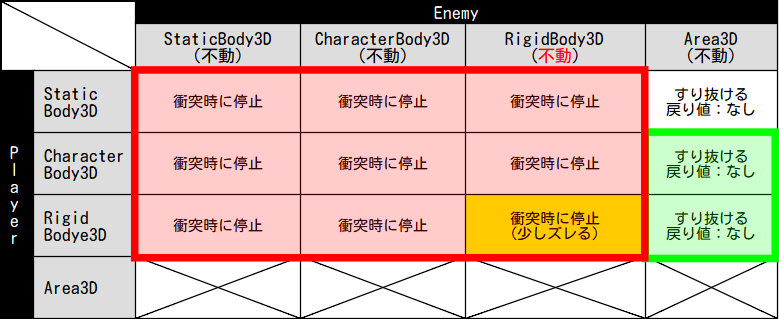 Enemy
StaticBody3D
(不動)
CharacterBody3D
(不動)
RigidBody3D
(不動)
Area3D
(不動)
Player
Static
Body3D
衝突時に停止
衝突時に停止
衝突時に停止
すり抜ける
戻り値：なし
Character
Body3D
衝突時に停止
衝突時に停止
衝突時に停止
すり抜ける
戻り値：なし
Rigid
Bodye3D
衝突時に停止
衝突時に停止
衝突時に停止
(少しズレる)
すり抜ける
戻り値：なし
Area3D